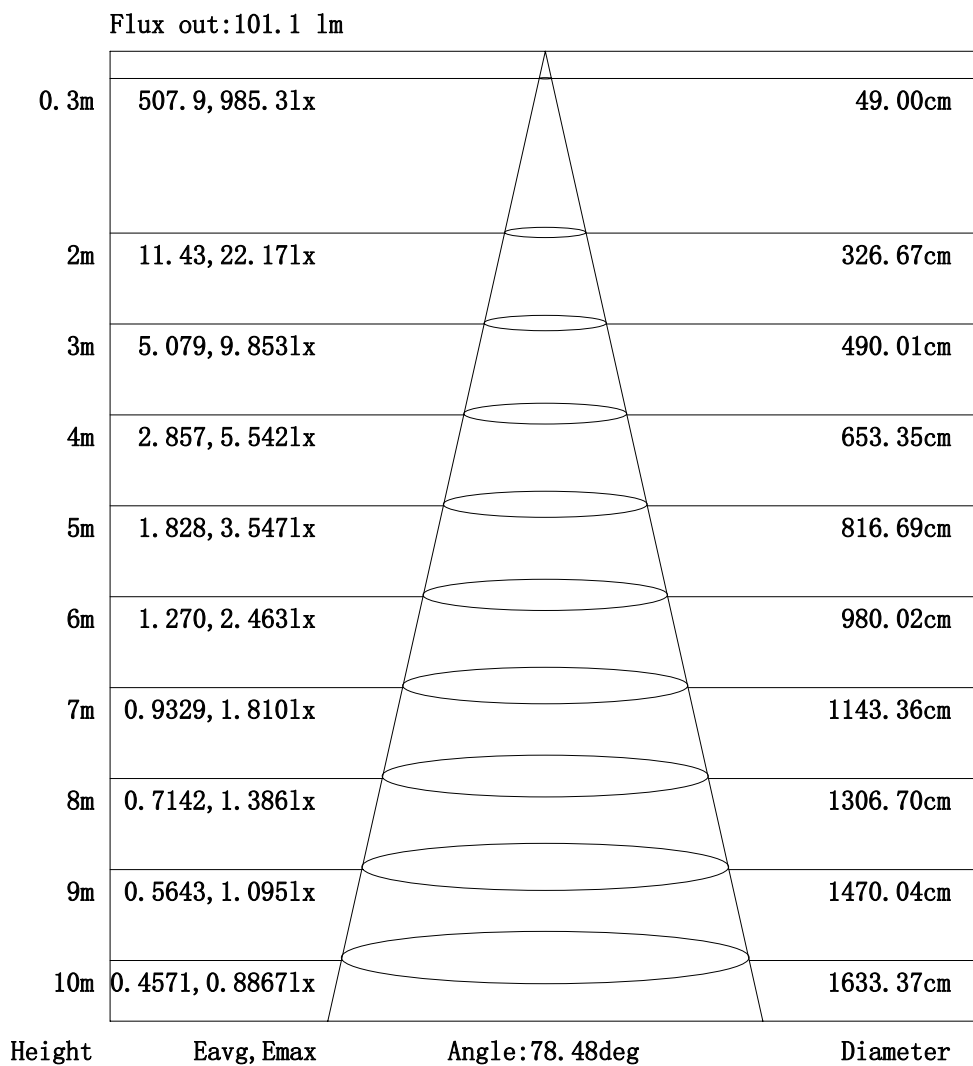 Flux out:101.1 lm
0.3m 507.9,985.3lx 49.00cm
2m 11.43,22.17lx 326.67cm
3m 5.079,9.853lx 490.01cm
4m 2.857,5.542lx 653.35cm
5m 1.828,3.547lx 816.69cm
6m 1.270,2.463lx 980.02cm
7m 0.9329,1.810lx 1143.36cm
8m 0.7142,1.386lx 1306.70cm
9m 0.5643,1.095lx 1470.04cm
10m 0.4571,0.8867lx 1633.37cm
Height Eavg,Emax Angle:78.48deg Diameter